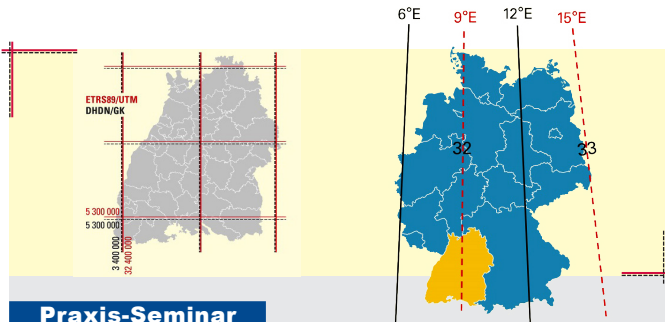 6°E
9°E
12°E
15°E
ETRS89/UTM
DHDN/GK
32
33
5 300 000
5 300 000
3 400 000
32 400 000
Praxis-Seminar